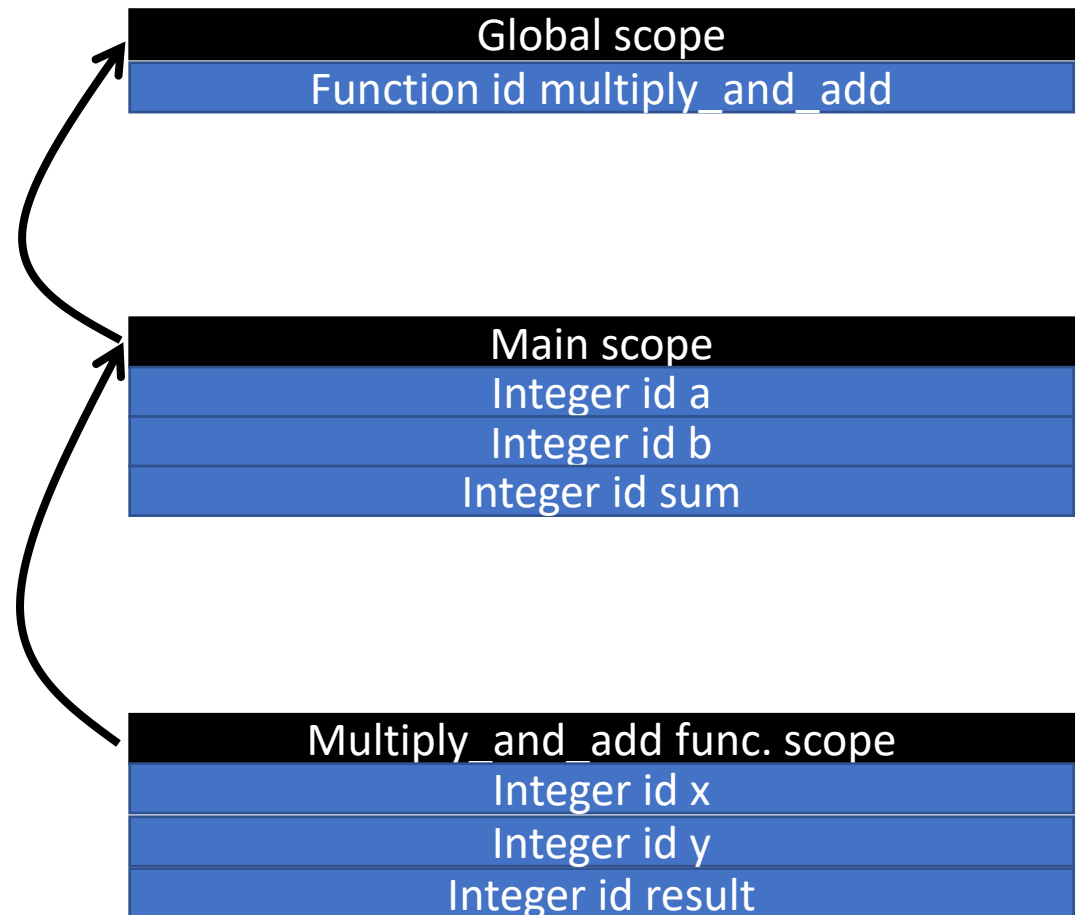 Global scope
Function id multiply_and_add
Main scope
Integer id a
Integer id b
Integer id sum
Multiply_and_add func. scope
Integer id x
Integer id y
Integer id result